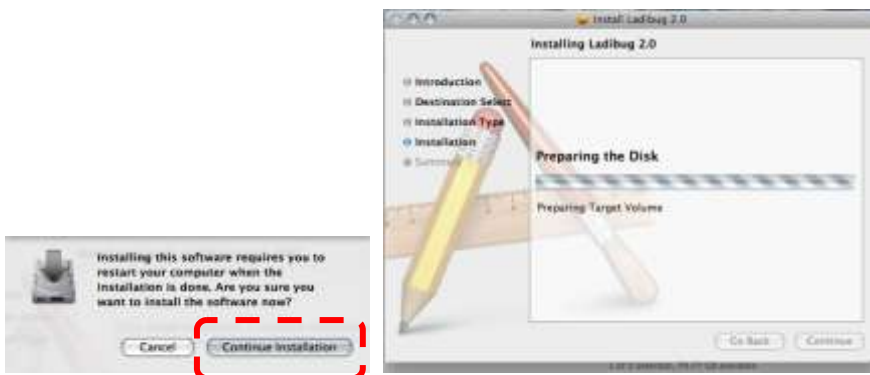 Installing this software requires you to
restart your computer when the
installation is done. Are you sure you
want to install the software now?
Cancel
Continue Installation
Install Ladibug 2.0
Installing Ladibug 2.0
Introduction
Destination Select
Installation Type
Installation
Summary
Preparing the Disk
Preparing Target Volume
Go Back
Continue